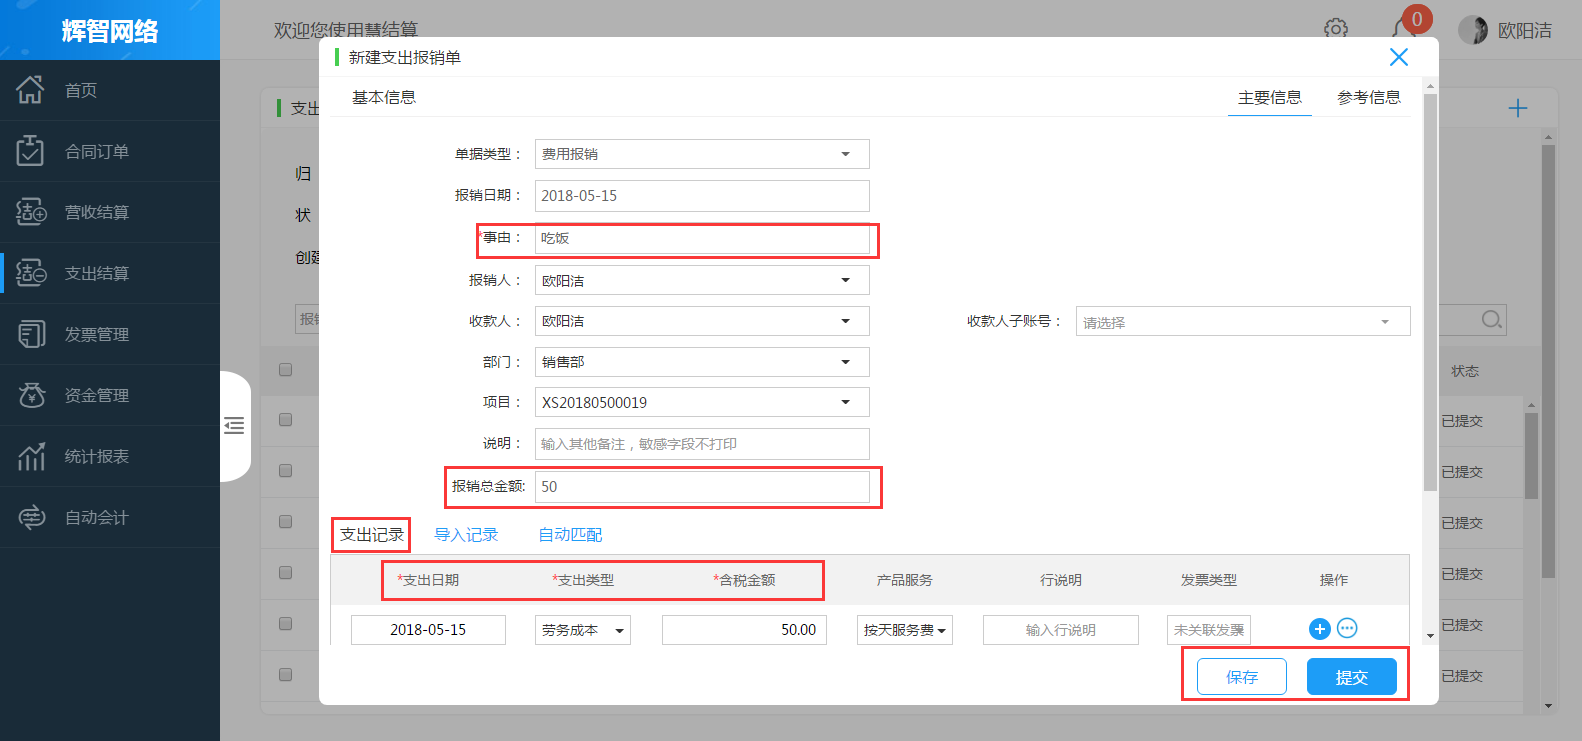 辉智网络
欢迎您使用慧结算
0
欧阳洁
首页
合同订单
营收结算
支出结算
发票管理
资金管理
统计报表
自动会计
支出
归
状
创建
报销
状态
已提交
已提交
已提交
已提交
已提交
已提交
新建支出报销单
基本信息
主要信息
参考信息
单据类型：
费用报销
报销日期：
2018-05-15
*事由：
吃饭
报销人：
欧阳洁
收款人：
欧阳洁
收款人子账号：
请选择
部门：
销售部
项目：
XS20180500019
说明：
输入其他备注，敏感字段不打印
报销总金额:
50
支出记录
导入记录
自动匹配
*支出日期
*支出类型
*含税金额
产品服务
行说明
发票类型
操作
2018-05-15
劳务成本
50.00
按天服务费
输入行说明
未关联发票
保存
提交